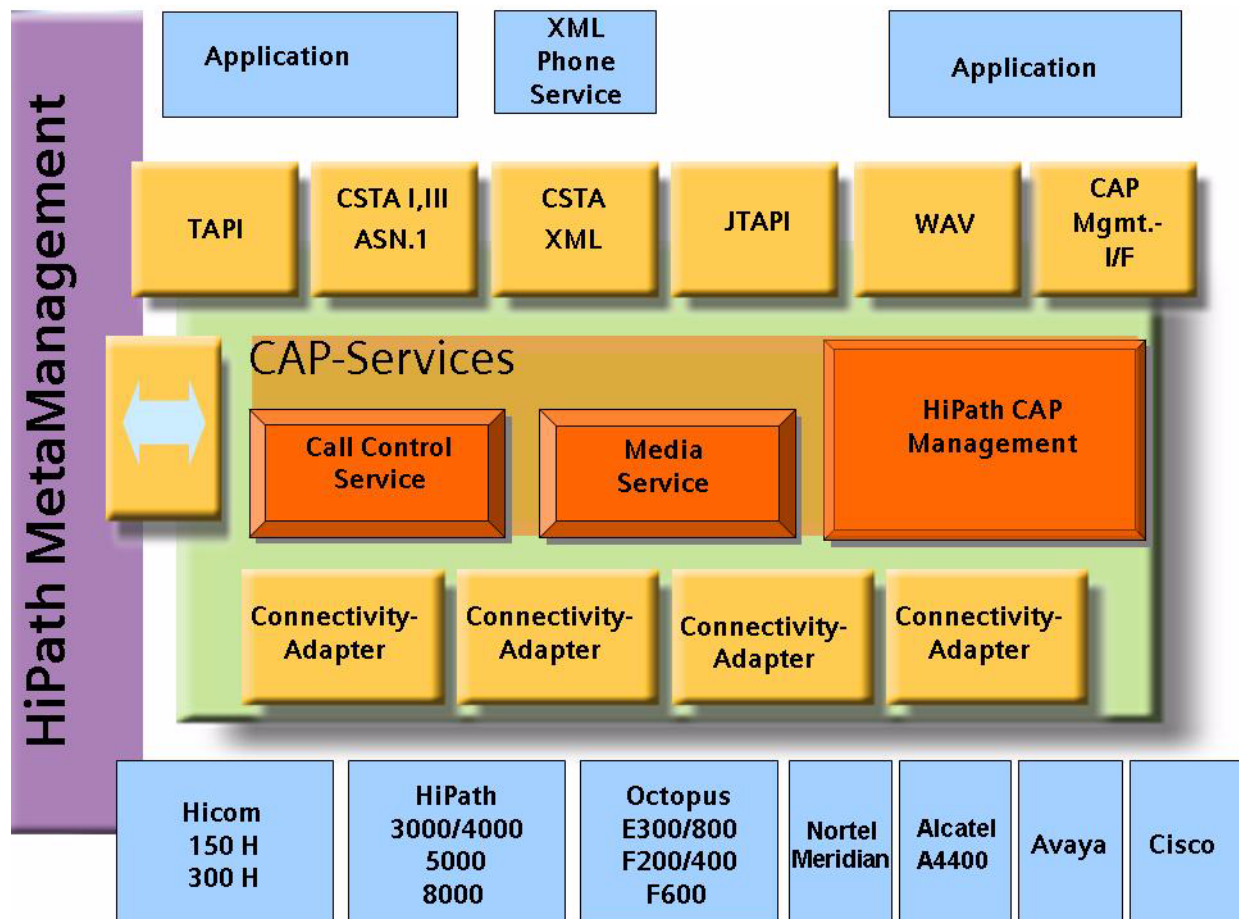 HiPath MetaManagement
Application
XML
Phone
Service
Application
TAPI
CSTA I,III
ASN.1
CSTA
XML
JTAPI
WAV
CAP
Mgmt.-
I/F
CAP-Services
Call Control
Service
Media
Service
HiPath CAP
Management
Connectivity-
Adapter
Connectivity-
Adapter
Connectivity-
Adapter
Connectivity-
Adapter
Hicom
150 H
300 H
HiPath
3000/4000
5000
8000
Octopus
E300/800
F200/400
F600
Nortel
Meridian
Alcatel
A4400
Avaya
Cisco